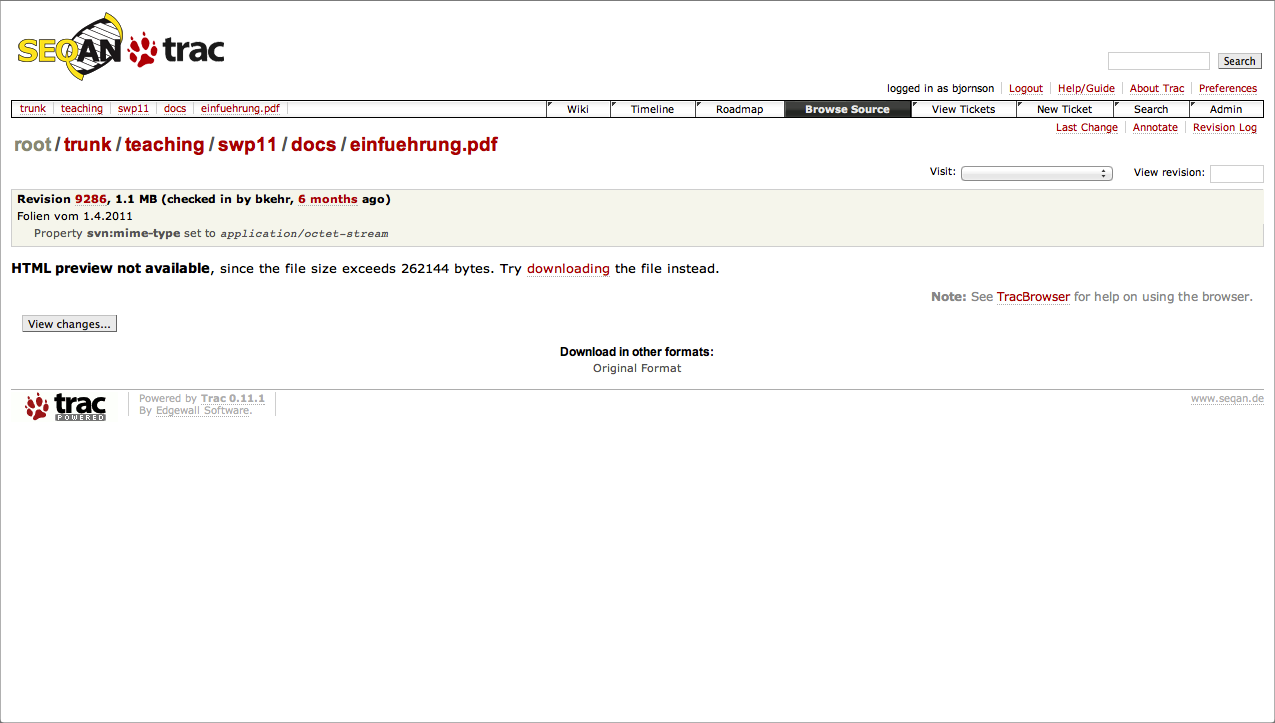 SEQAN trac
Search
logged in as bjornson Logout Help/Guide About Trac Preferences
trunk teaching swp11 docs einfuehrung.pdf Wiki Timeline Roadmap Browse Source View Tickets New Ticket Search Admin
Last Change Annotate Revision Log
root / trunk / teaching / swp11 / docs / einfuehrung.pdf
Visit: View revision:
Revision 9286, 1.1 MB (checked in by bkehr, 6 months ago)
Folien vom 1.4.2011
Property svn:mime-type set to application/octet-stream
HTML preview not available, since the file size exceeds 262144 bytes. Try downloading the file instead.
Note: See TracBrowser for help on using the browser.
View changes...
Download in other formats:
Original Format
trac POWERED
Powered by Trac 0.11.1
By Edgewall Software.
www.seqan.de